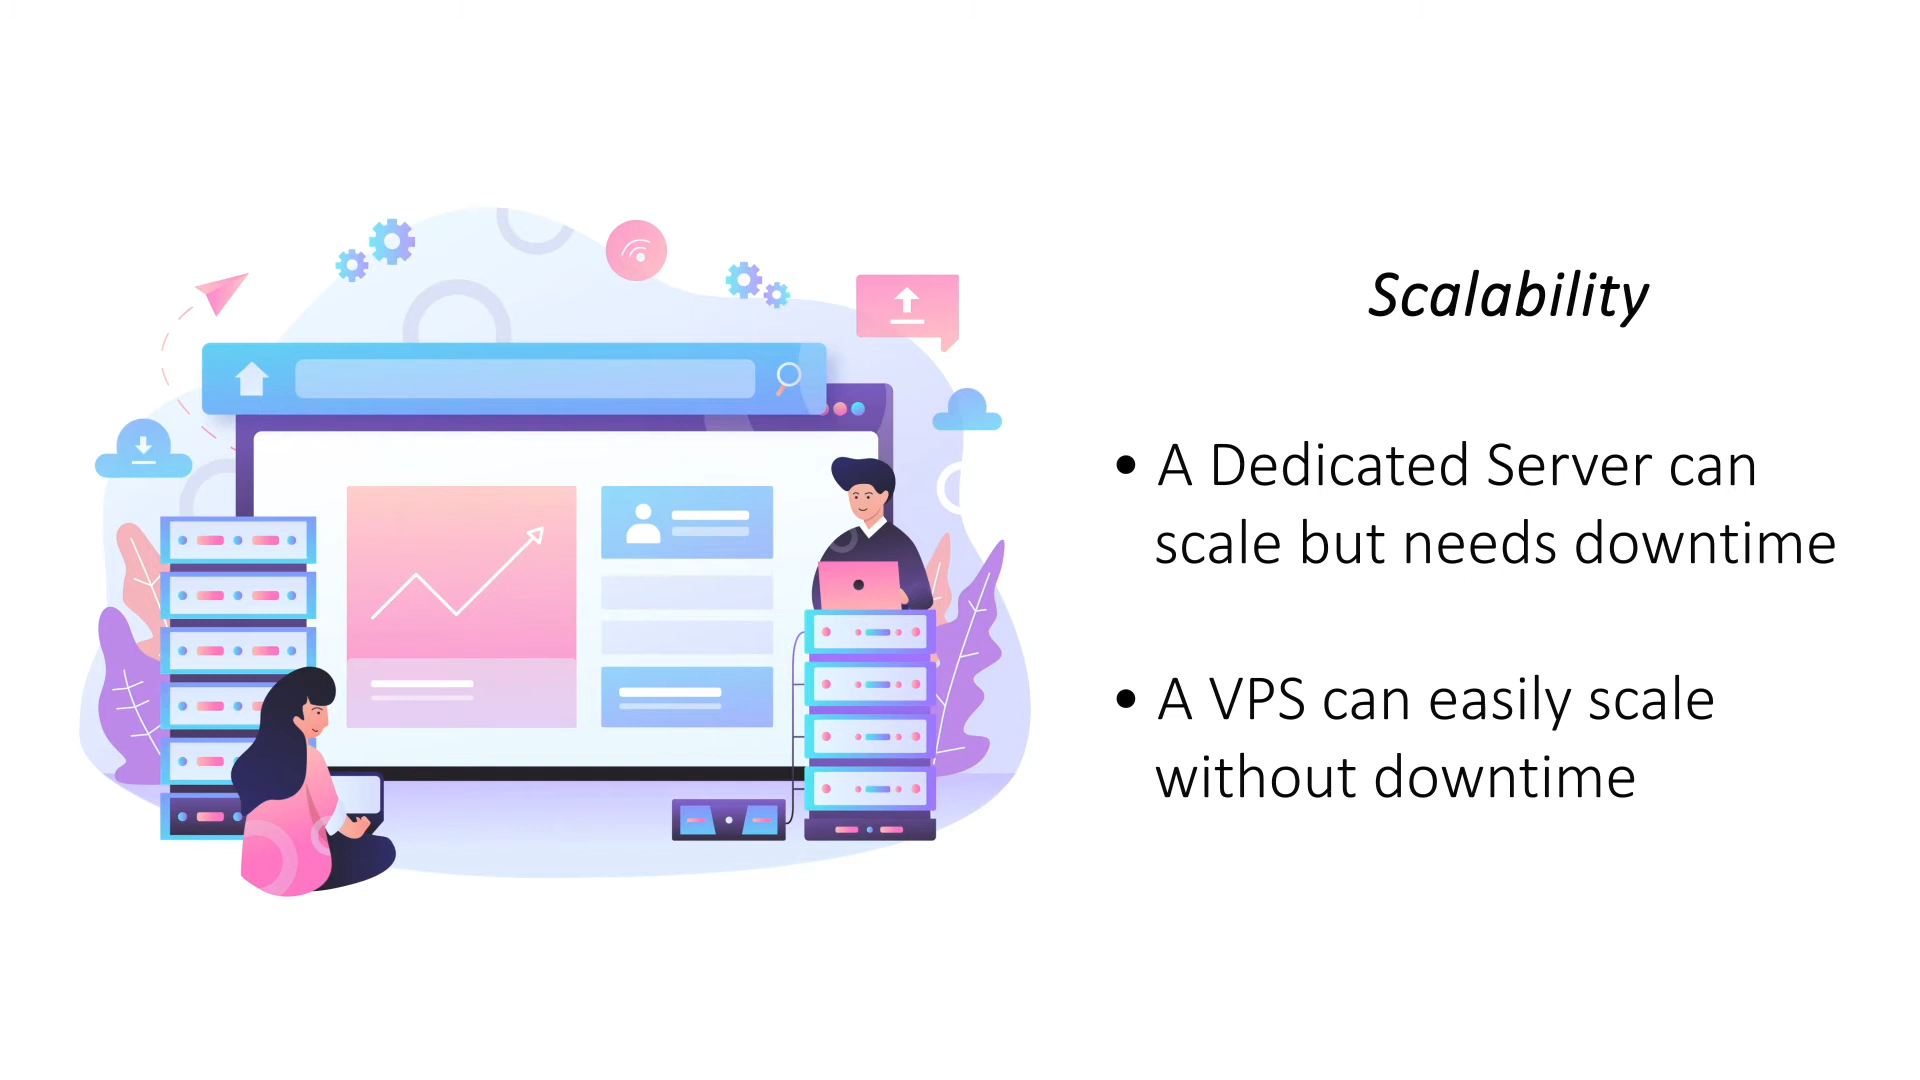 Scalability
• A Dedicated Server can
scale but needs downtime
• A VPS can easily scale
without downtime